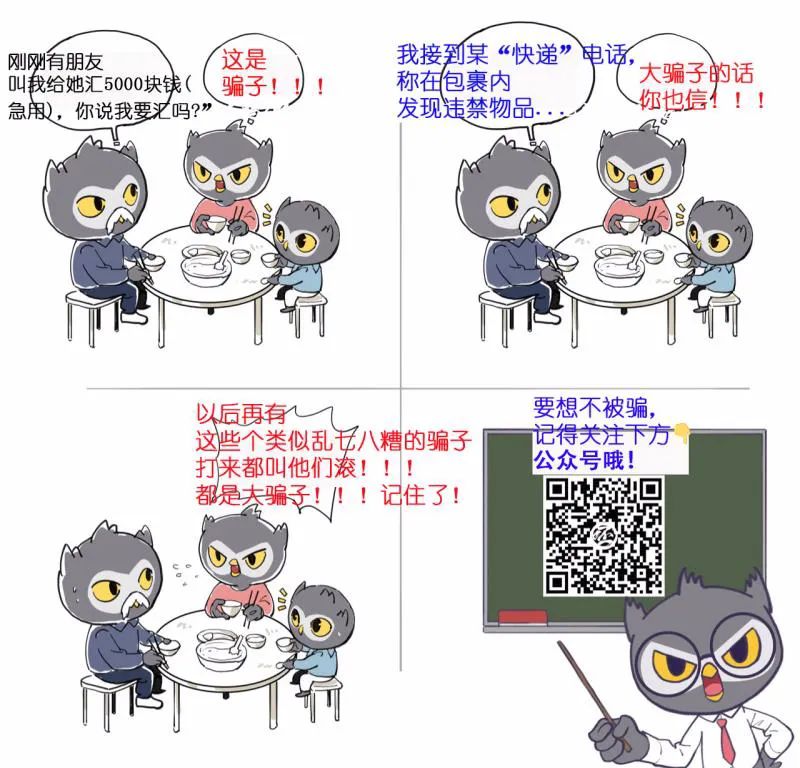 刚刚有朋友
叫我给她汇5000块钱(
急用),你说我要汇吗?”
这是
骗子！！！
我接到某“快递”电话,
称在包裹内
发现违禁物品...
大骗子的话
你也信！！！
以后再有
这些个类似乱七八糟的骗子
打来都叫他们滚！！！
都是大骗子！！！记住了！
要想不被骗,
记得关注下方👇
公众号哦！